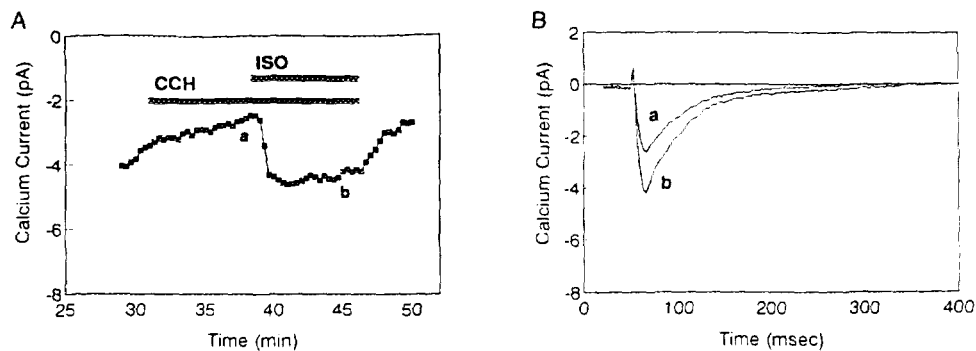 A
Calcium Current (pA)
0
-2
-4
-6
-8
CCH
ISO
a
b
25 30 35 40 45 50
Time (min)
B
Calcium Current (pA)
2
0
-2
-4
-6
-8
a
b
0 100 200 300 400
Time (msec)